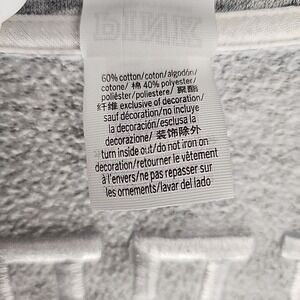 PINK
60% cotton/coton/algodón/
cotone/ 棉 40% polyester/
poliéster/poliestere/ 聚酯
纤维 exclusive of decoration/
sauf décoration/no incluye
la decoración/esclusa la
decorazione/ 装饰除外
turn inside out/do not iron on
decoration/retourner le vêtement
à l'envers/ne pas repasser sur
les ornements/lavar del lado